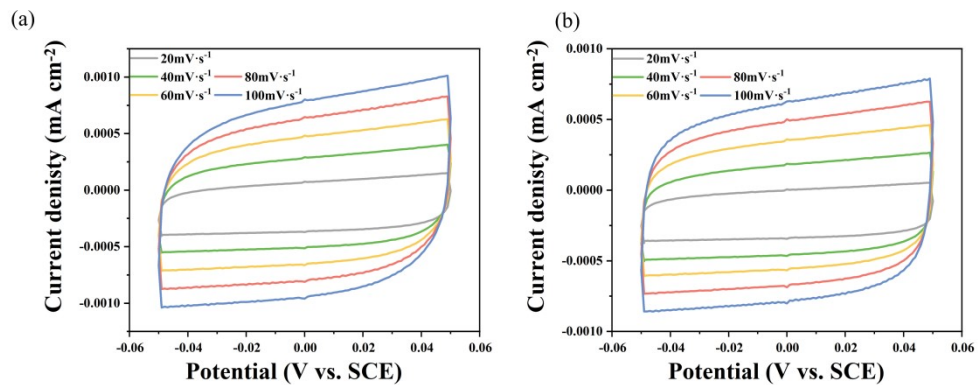 (a)
Current denisty (mA cm-2)
20mV·s-1
40mV·s-1 80mV·s-1
60mV·s-1 100mV·s-1
0.0010
0.0005
0.0000
-0.0005
-0.0010
-0.06 -0.04 -0.02 0.00 0.02 0.04 0.06
Potential (V vs. SCE)
(b)
Current denisty (mA cm-2)
20mV·s-1
40mV·s-1 80mV·s-1
60mV·s-1 100mV·s-1
0.0010
0.0005
0.0000
-0.0005
-0.0010
-0.06 -0.04 -0.02 0.00 0.02 0.04 0.06
Potential (V vs. SCE)